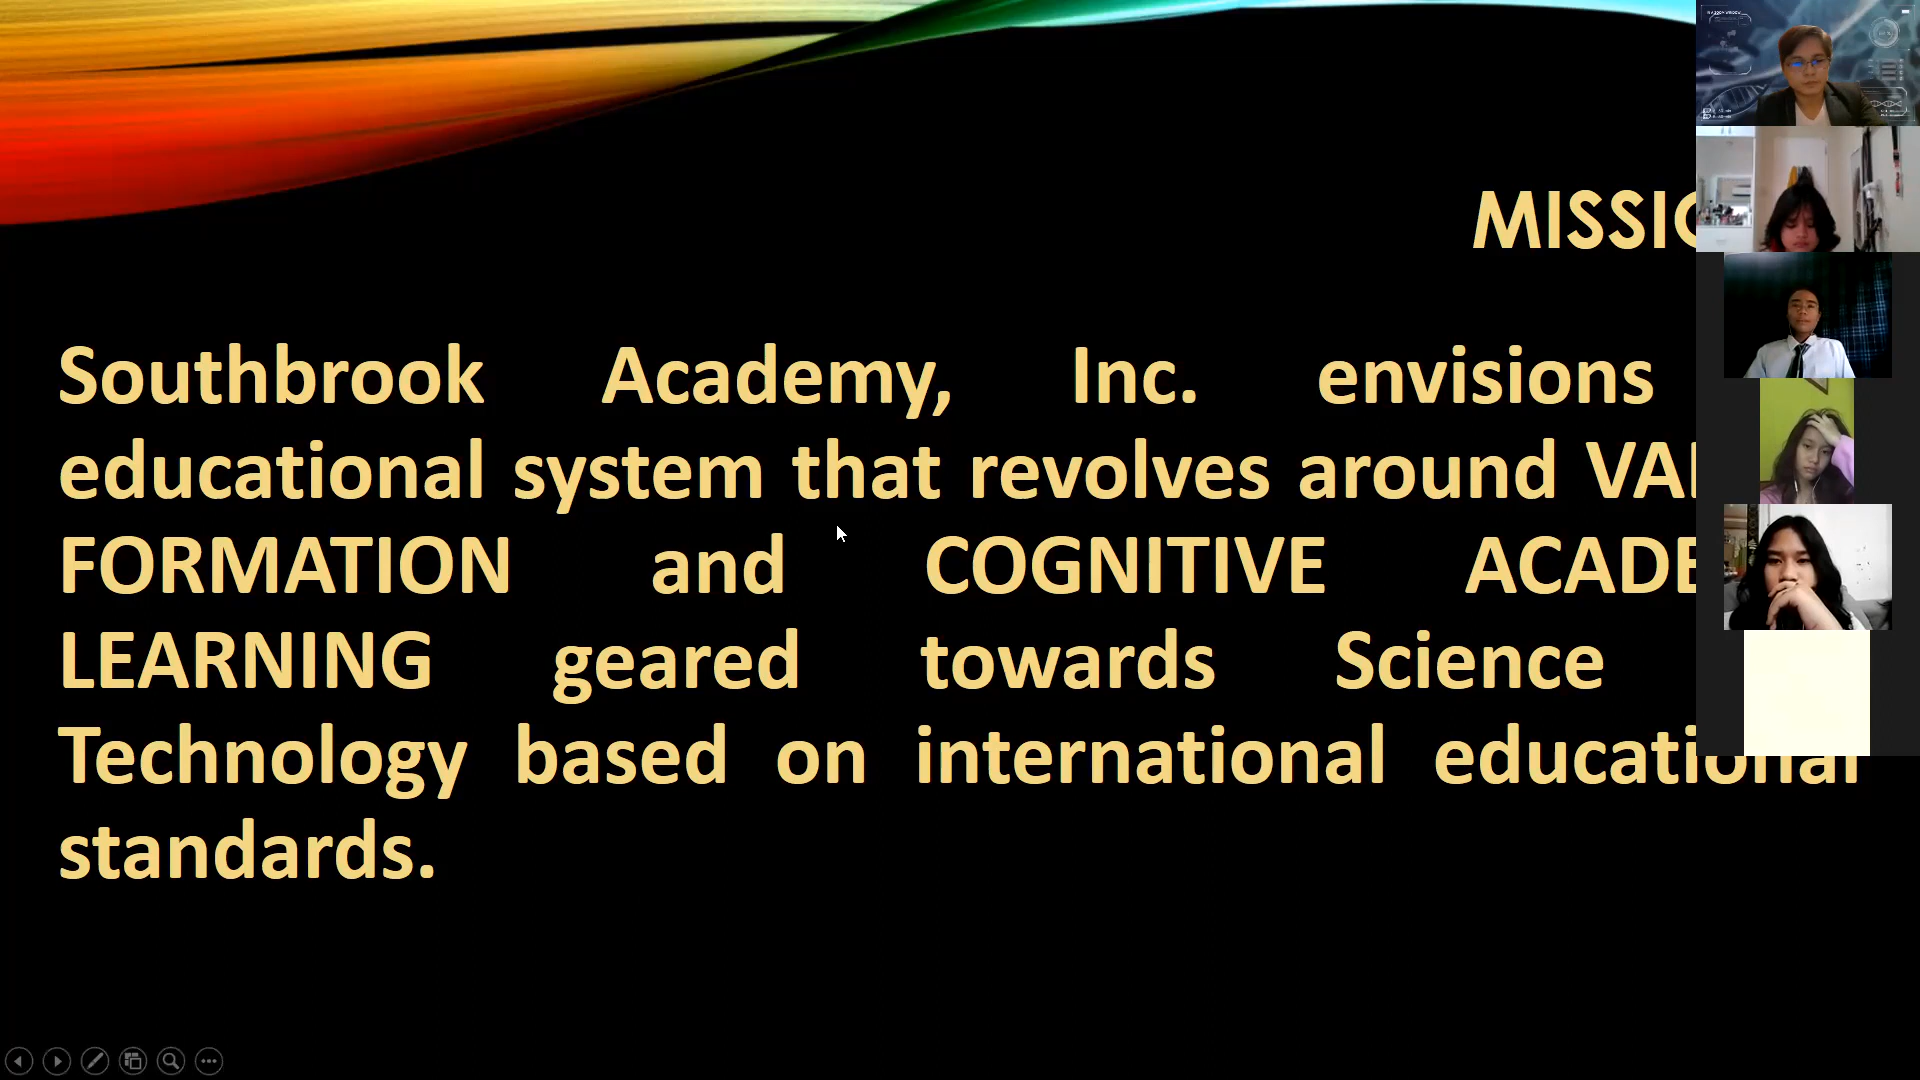 MISSIO
Southbrook Academy, Inc. envisions
educational system that revolves around VAL
FORMATION and COGNITIVE ACADE
LEARNING geared towards Science
Technology based on international educational
standards.